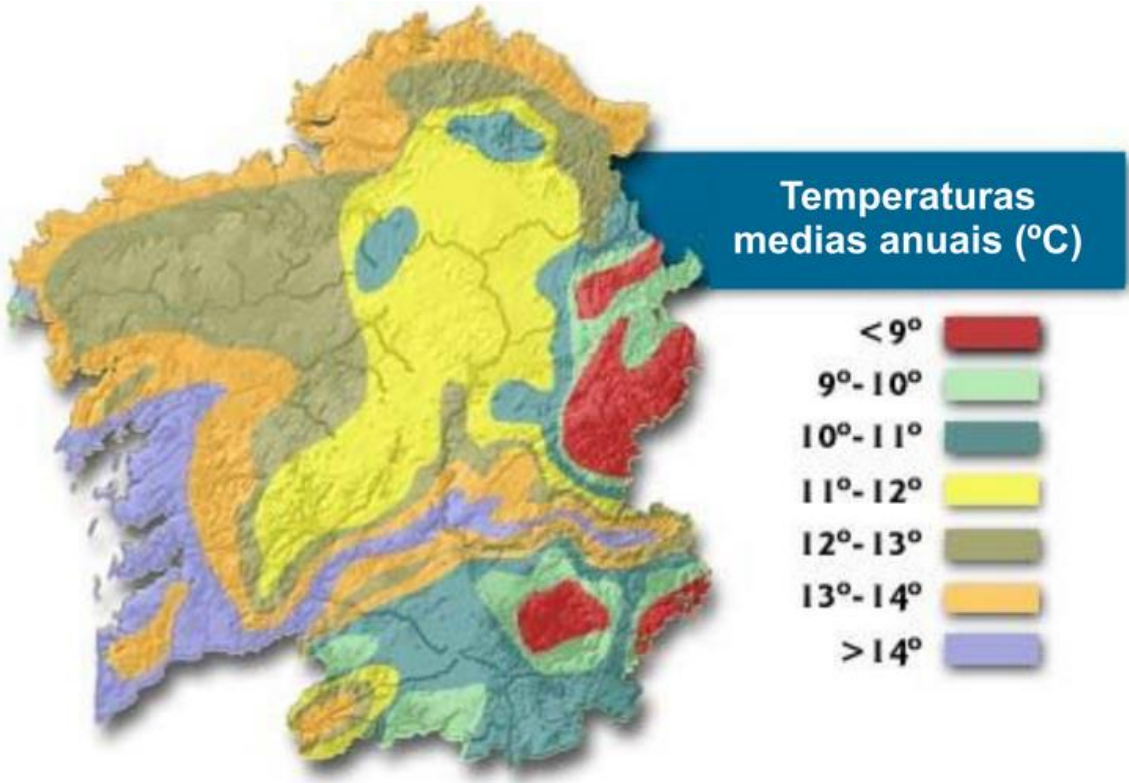 Temperaturas
medias anuais (ºC)
<9º
9º-10º
10º-11º
11º-12º
12º-13º
13º-14º
>14º